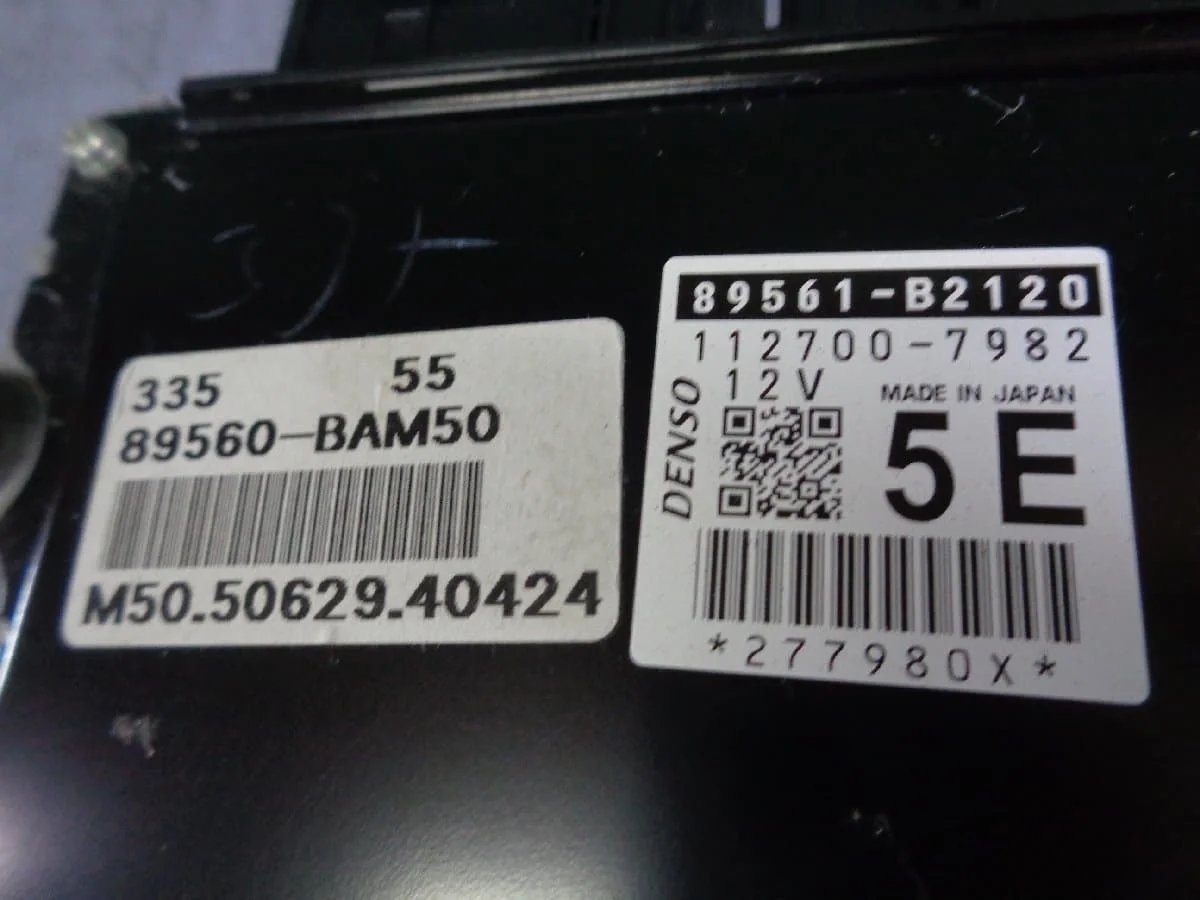 335 55
89560-BAM50
M50.50629.40424
89561-B2120
112700-7982
12V MADE IN JAPAN
DENSO
5E
*277980X*